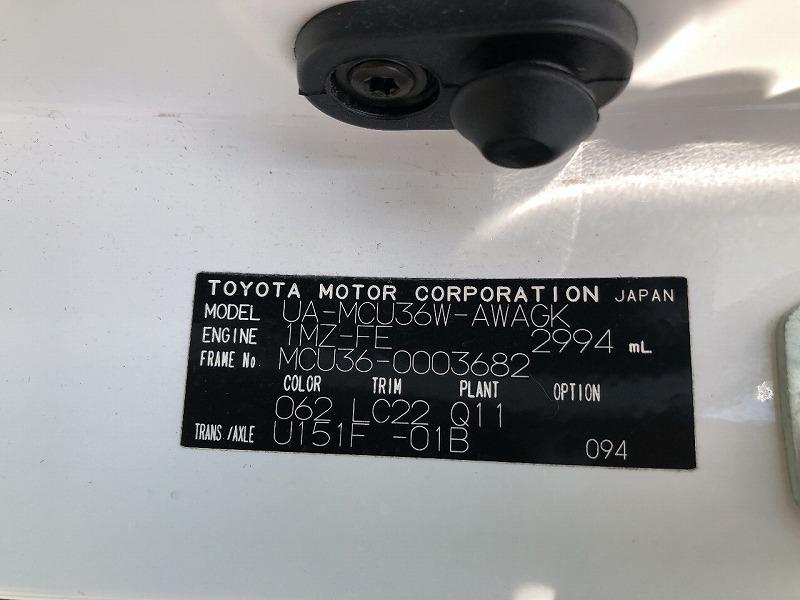 TOYOTA MOTOR CORPORATION JAPAN
MODEL UA-MCU36W-AWAGK
ENGINE 1MZ-FE 2994 mL
FRAME No. MCU36-0003682
COLOR TRIM PLANT OPTION
062 LC22 Q11
TRANS/AXLE U151F -01B 094